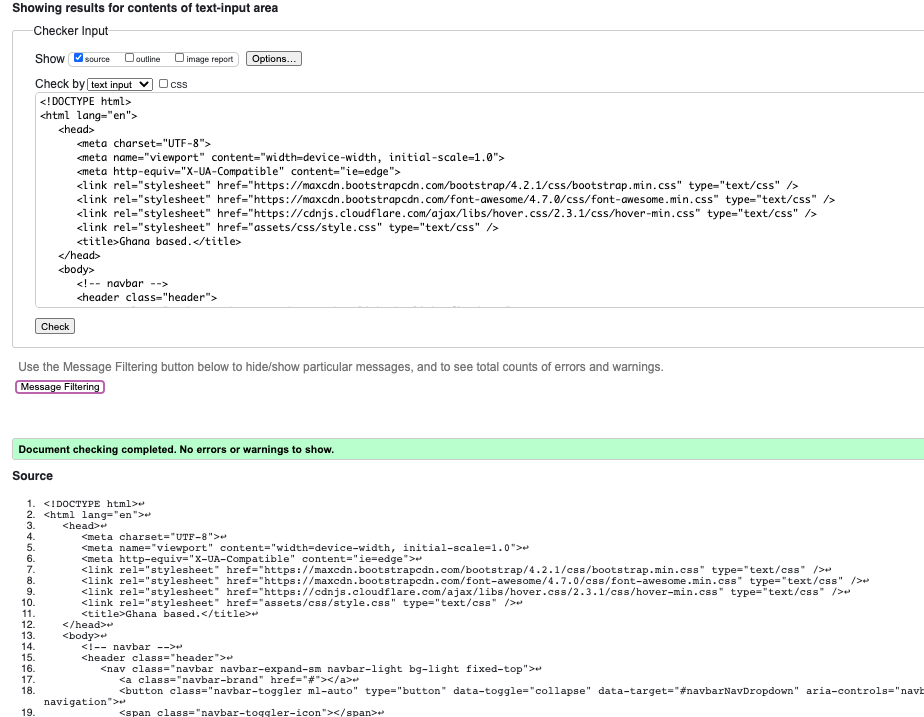 Showing results for contents of text-input area
Checker Input
Show source outline image report Options...
Check by text input CSS
<!DOCTYPE html>
<html lang="en">
<head>
<meta charset="UTF-8">
<meta name="viewport" content="width=device-width, initial-scale=1.0">
<meta http-equiv="X-UA-Compatible" content="ie=edge">
<link rel="stylesheet" href="https://maxcdn.bootstrapcdn.com/bootstrap/4.2.1/css/bootstrap.min.css" type="text/css" />
<link rel="stylesheet" href="https://maxcdn.bootstrapcdn.com/font-awesome/4.7.0/css/font-awesome.min.css" type="text/css" />
<link rel="stylesheet" href="https://cdnjs.cloudflare.com/ajax/libs/hover.css/2.3.1/css/hover-min.css" type="text/css" />
<link rel="stylesheet" href="assets/css/style.css" type="text/css" />
<title>Ghana based.</title>
</head>
<body>
<!-- navbar -->
<header class="header">
Check
Use the Message Filtering button below to hide/show particular messages, and to see total counts of errors and warnings.
Message Filtering
Document checking completed. No errors or warnings to show.
Source
1. <!DOCTYPE html>↩
2. <html lang="en">↩
3. <head>↩
4. <meta charset="UTF-8">↩
5. <meta name="viewport" content="width=device-width, initial-scale=1.0">↩
6. <meta http-equiv="X-UA-Compatible" content="ie=edge">↩
7. <link rel="stylesheet" href="https://maxcdn.bootstrapcdn.com/bootstrap/4.2.1/css/bootstrap.min.css" type="text/css" />↩
8. <link rel="stylesheet" href="https://maxcdn.bootstrapcdn.com/font-awesome/4.7.0/css/font-awesome.min.css" type="text/css" />↩
9. <link rel="stylesheet" href="https://cdnjs.cloudflare.com/ajax/libs/hover.css/2.3.1/css/hover-min.css" type="text/css" />↩
10. <link rel="stylesheet" href="assets/css/style.css" type="text/css" />↩
11. <title>Ghana based.</title>↩
12. </head>↩
13. <body>↩
14. <!-- navbar -->↩
15. <header class="header">↩
16. <nav class="navbar navbar-expand-sm navbar-light bg-light fixed-top">↩
17. <a class="navbar-brand" href="#"></a>↩
18. <button class="navbar-toggler ml-auto" type="button" data-toggle="collapse" data-target="#navbarNavDropdown" aria-controls="navb
navigation">↩
19. <span class="navbar-toggler-icon"></span>↩